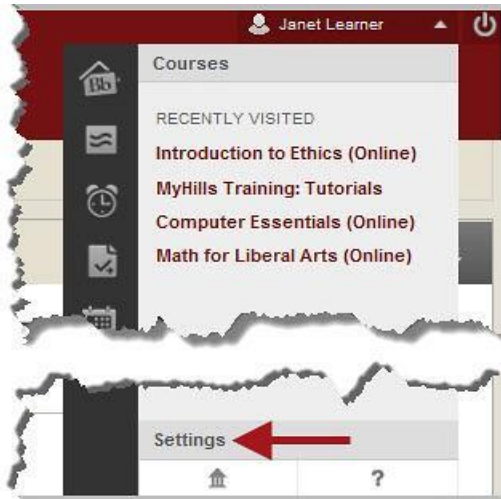 Janet Learner
Courses
Bb
RECENTLY VISITED
Introduction to Ethics (Online)
MyHills Training: Tutorials
Computer Essentials (Online)
Math for Liberal Arts (Online)
Settings
?